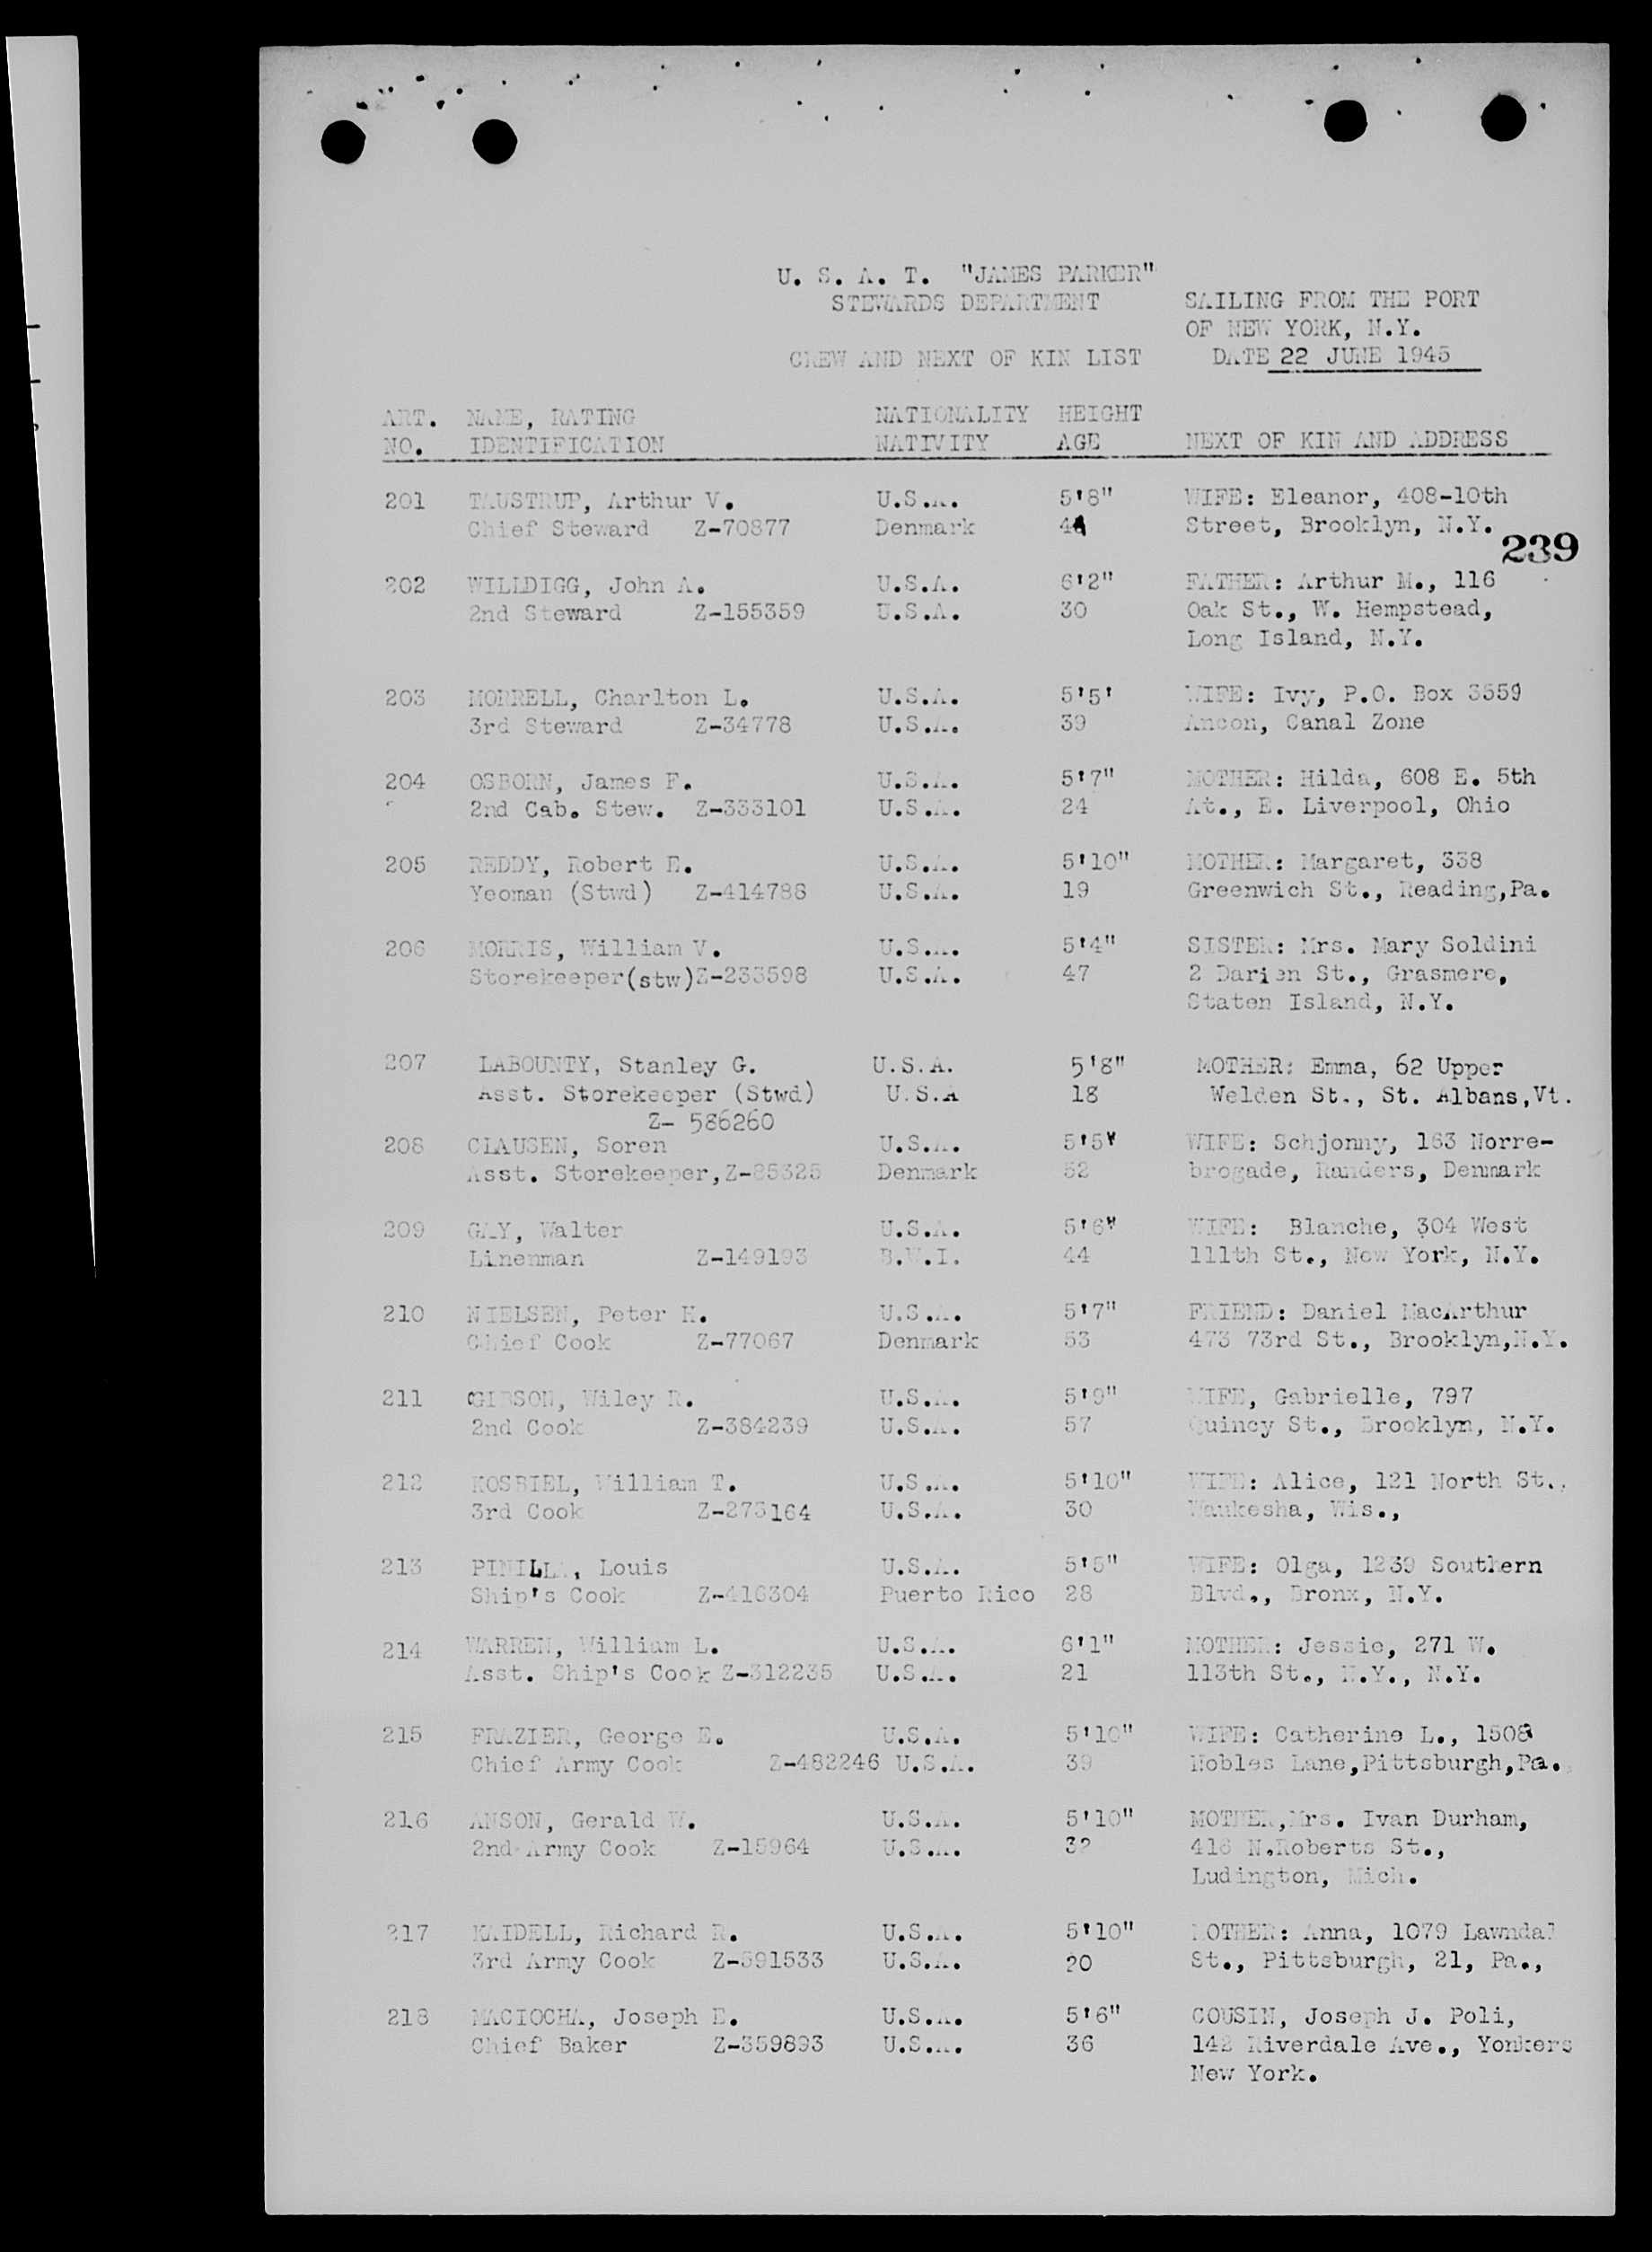 U. S. A. T. "JAMES PARKER"
STEWARDS DEPARTMENT SAILING FROM THE PORT
OF NEW YORK, N.Y.
CREW AND NEXT OF KIN LIST DATE 22 JUNE 1945
ART. NAME, RATING NATIONALITY HEIGHT
NO. IDENTIFICATION NATIVITY AGE NEXT OF KIN AND ADDRESS
201 TAUSTRUP, Arthur V. U.S.A. 5'8" WIFE: Eleanor, 408-10th
Chief Steward Z-70877 Denmark Street, Brooklyn, N.Y.
239
202 WILLDIGG, John A. U.S.A. 6'2" FATHER: Arthur M., 116
2nd Steward Z-155359 U.S.A. 30 Oak St., W. Hempstead,
Long Island, N.Y.
203 MORRELL, Charlton L. U.S.A. 5'5' WIFE: Ivy, P.O. Box 3559
3rd Steward Z-34778 U.S.A. 39 Ancon, Canal Zone
204 OSBORN, James F. U.S.A. 5'7" MOTHER: Hilda, 608 E. 5th
2nd Cab. Stew. Z-333101 U.S.A. 24 At., E. Liverpool, Ohio
205 REDDY, Robert E. U.S.A. 5'10" MOTHER: Margaret, 338
Yeoman (Stwd) Z-414786 U.S.A. 19 Greenwich St., Reading,Pa.
206 MORRIS, William V. U.S.A. 5'4" SISTER: Mrs. Mary Soldini
Storekeeper(stw)Z-233598 U.S.A. 47 2 Darien St., Grasmere,
Staten Island, N.Y.
207 LABOUNTY, Stanley G. U.S.A. 5'8" MOTHER: Emma, 62 Upper
Asst. Storekeeper (Stwd) U.S.A 18 Welden St., St. Albans,Vt.
Z- 586260
208 CLAUSEN, Soren U.S.A. 5'5" WIFE: Schjonny, 163 Norre-
Asst. Storekeeper,Z-85325 Denmark 52 brogade, Randers, Denmark
209 GAY, Walter U.S.A. 5'6" WIFE: Blanche, 304 West
Linenman Z-149193 B.W.I. 44 111th St., New York, N.Y.
210 NIELSEN, Peter H. U.S.A. 5'7" FRIEND: Daniel MacArthur
Chief Cook Z-77067 Denmark 53 473 73rd St., Brooklyn,N.Y.
211 GIBSON, Wiley R. U.S.A. 5'9" WIFE, Gabrielle, 797
2nd Cook Z-384239 U.S.A. 57 Quincy St., Brooklyn, N.Y.
212 KOSBIEL, William T. U.S.A. 5'10" WIFE: Alice, 121 North St.,
3rd Cook Z-273164 U.S.A. 30 Waukesha, Wis.,
213 PINILLA, Louis U.S.A. 5'5" WIFE: Olga, 1239 Southern
Ship's Cook Z-416304 Puerto Rico 28 Blvd., Bronx, N.Y.
214 WARREN, William L. U.S.A. 6'1" MOTHER: Jessie, 271 W.
Asst. Ship's Cook Z-312235 U.S.A. 21 113th St., N.Y., N.Y.
215 FRAZIER, George E. U.S.A. 5'10" WIFE: Catherine L., 1508
Chief Army Cook Z-482246 U.S.A. 39 Nobles Lane,Pittsburgh,Pa.
216 ANSON, Gerald W. U.S.A. 5'10" MOTHER,Mrs. Ivan Durham,
2nd Army Cook Z-15964 U.S.A. 32 416 N.Roberts St.,
Ludington, Mich.
217 KAIDELL, Richard R. U.S.A. 5'10" MOTHER: Anna, 1079 Lawndal
3rd Army Cook Z-591533 U.S.A. 20 St., Pittsburgh, 21, Pa.,
218 MACIOCHA, Joseph E. U.S.A. 5'6" COUSIN, Joseph J. Poli,
Chief Baker Z-359893 U.S.A. 36 142 Riverdale Ave., Yonkers
New York.